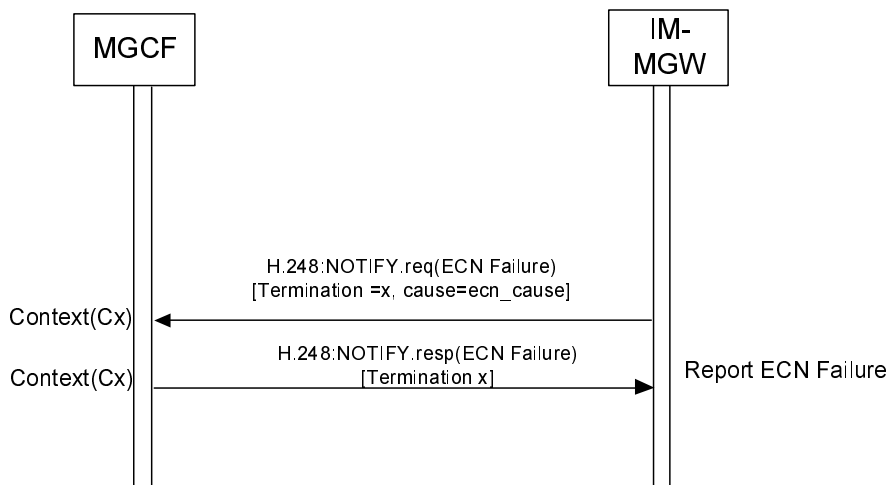 MGCF
IM-
MGW
H.248:NOTIFY.req(ECN Failure)
[Termination =x, cause=ecn_cause]
Context(Cx)
H.248:NOTIFY.resp(ECN Failure)
[Termination x]
Context(Cx)
Report ECN Failure